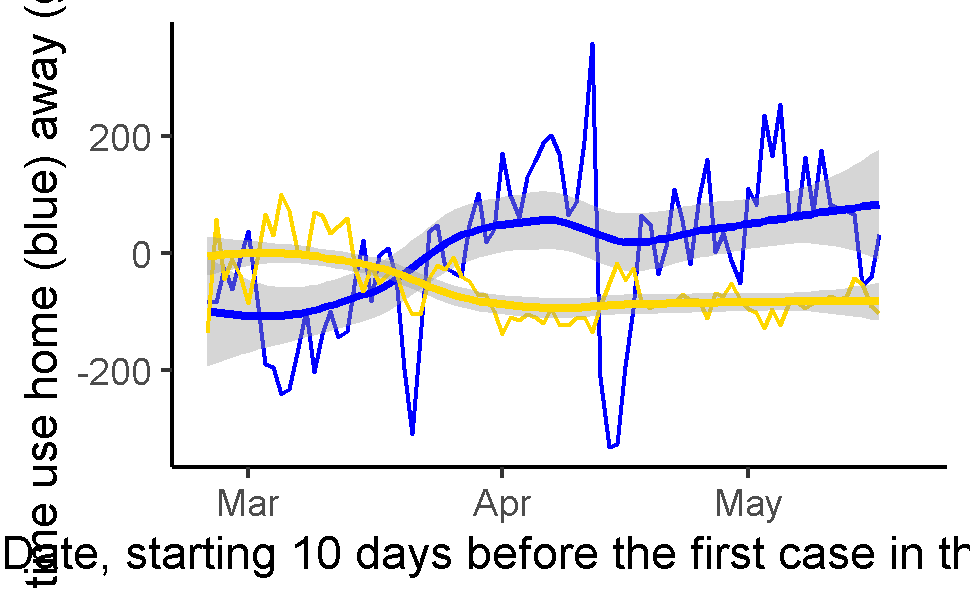 time use home (blue) away (
200
0
-200
Mar
Apr
May
Date, starting 10 days before the first case in th